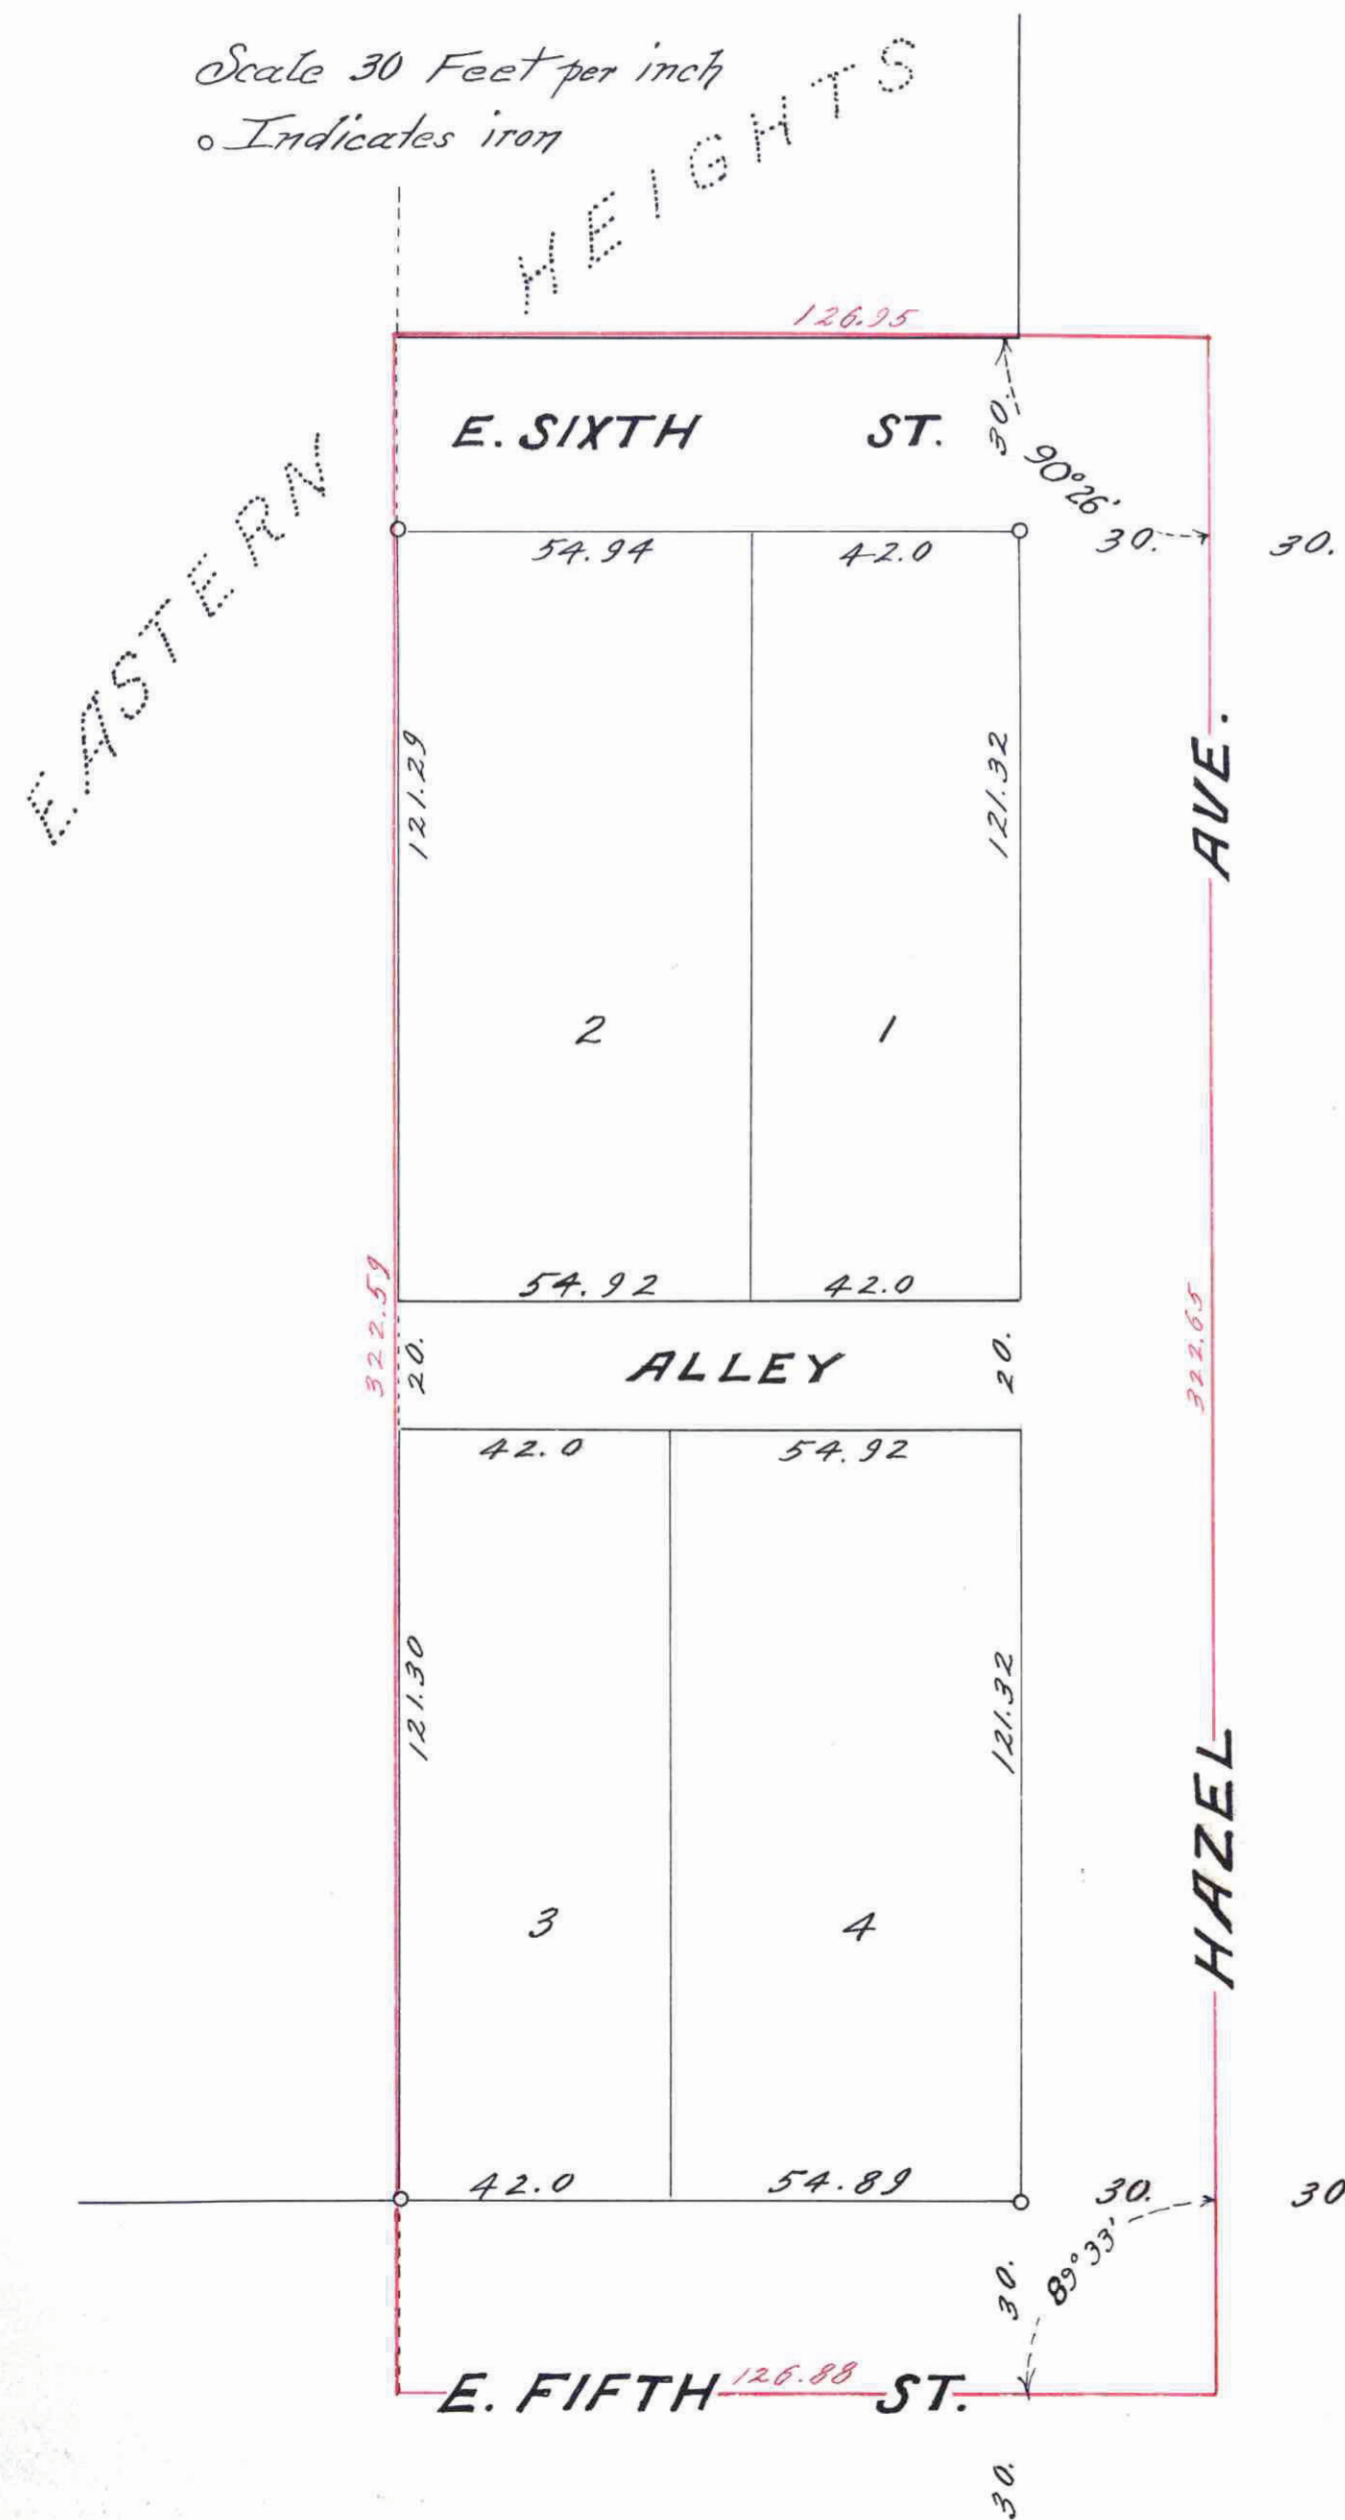 Scale 30 Feet per inch
o Indicates iron
EASTERN HEIGHTS
126.95
E. SIXTH ST.
30.
90°26'
30. 30.
54.94 42.0
121.29 121.32
AVE.
2 1
54.92 42.0
322.59
20. ALLEY 20.
322.65
42.0 54.92
121.30 121.32
HAZEL
3 4
42.0 54.89 30. 30
30. 89°33'
E. FIFTH 126.88 ST.
30.